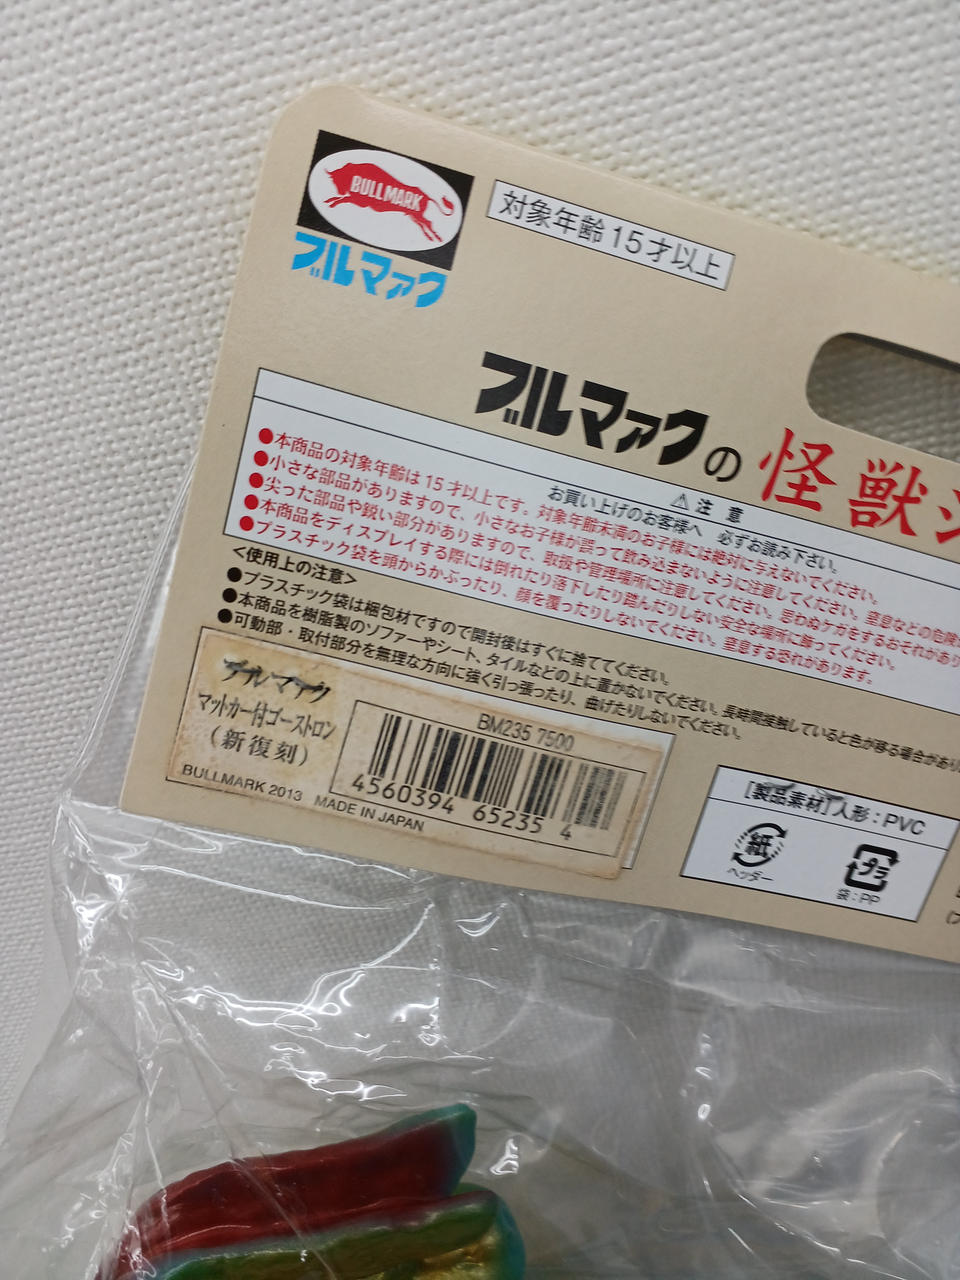 BULLMARK
ブルマァク
対象年齢 15才以上
ブルマァクの 怪獣
⚠ 注 意
お買い上げのお客様へ 必ずお読み下さい。
●本商品の対象年齢は15才以上です。対象年齢未満のお子様には絶対に与えないでください。
●小さな部品がありますので、小さなお子様が誤って飲み込まないように注意してください。窒息などの危険
●尖った部品や鋭い部分がありますので、取扱や管理場所に注意してください。思わぬケガをするおそれがあり
●本商品をディスプレイする際には倒れたり落下したり踏んだりしない安全な場所に飾ってください。
●プラスチック袋を頭からかぶったり、顔を覆ったりしないでください。窒息する恐れがあります。
<使用上の注意>
●プラスチック袋は梱包材ですので開封後はすぐに捨ててください。
●本商品を樹脂製のソファーやシート、タイルなどの上に置かないでください。長時間接触していると色が移る場合があり
●可動部・取付部分を無理な方向に強く引っ張ったり、曲げたりしないでください。
ブルマァク
マットカー付ゴーストロン
（新復刻）
BM235 7500
4560394 65235 4
BULLMARK 2013 MADE IN JAPAN
[製品素材]人形：PVC
紙
ヘッダー
プラ
袋：PP